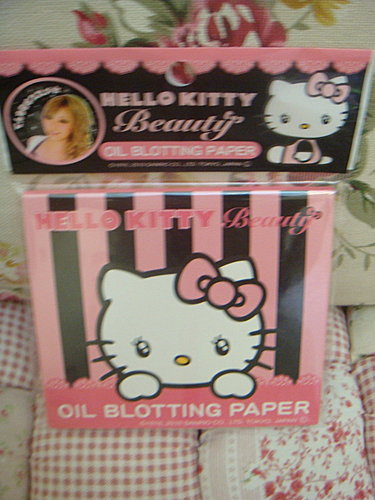 HELLO KITTY
Beauty
OIL BLOTTING PAPER
HELLO KITTY Beauty
OIL BLOTTING PAPER